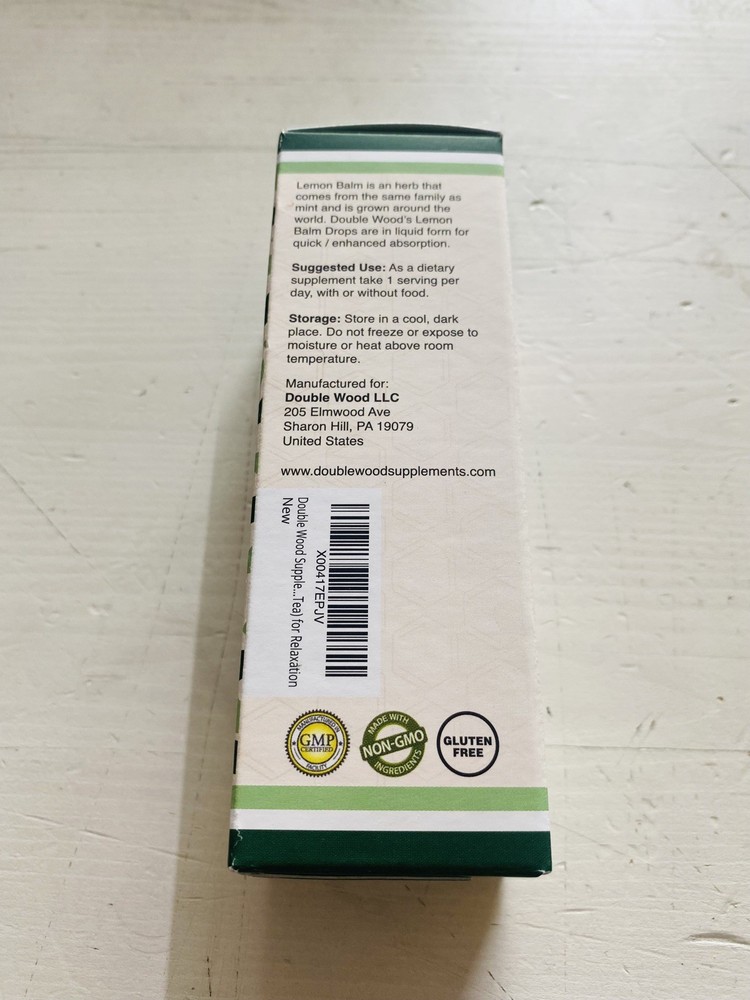 Lemon Balm is an herb that
comes from the same family as
mint and is grown around the
world. Double Wood's Lemon
Balm Drops are in liquid form for
quick / enhanced absorption.
Suggested Use: As a dietary
supplement take 1 serving per
day, with or without food.
Storage: Store in a cool, dark
place. Do not freeze or expose to
moisture or heat above room
temperature.
Manufactured for:
Double Wood LLC
205 Elmwood Ave
Sharon Hill, PA 19079
United States
www.doublewoodsupplements.com
X00417EPJV
Double Wood Supple...Tea) for Relaxation
New
MANUFACTURED IN
GMP
CERTIFIED
FACILITY
MADE WITH
NON-GMO
INGREDIENTS
GLUTEN
FREE